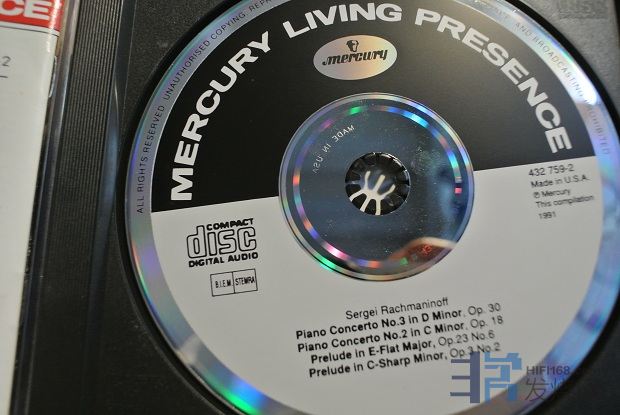 CE
2
ALL RIGHTS RESERVED UNAUTHORISED COPYING, REPR
AND BROADCASTING PROHIBITED
MERCURY LIVING PRESENCE
mercury
MADE IN USA
432 759-2
Made in U.S.A.
℗ Mercury
This compilation
1991
COMPACT
disc
DIGITAL AUDIO
B.I.E.M. STEMRA
Sergei Rachmaninoff
Piano Concerto No.3 in D Minor, Op. 30
Piano Concerto No.2 in C Minor, Op. 18
Prelude in E-Flat Major, Op.23 No.6
Prelude in C-Sharp Minor, Op.3 No.2
HIFI168